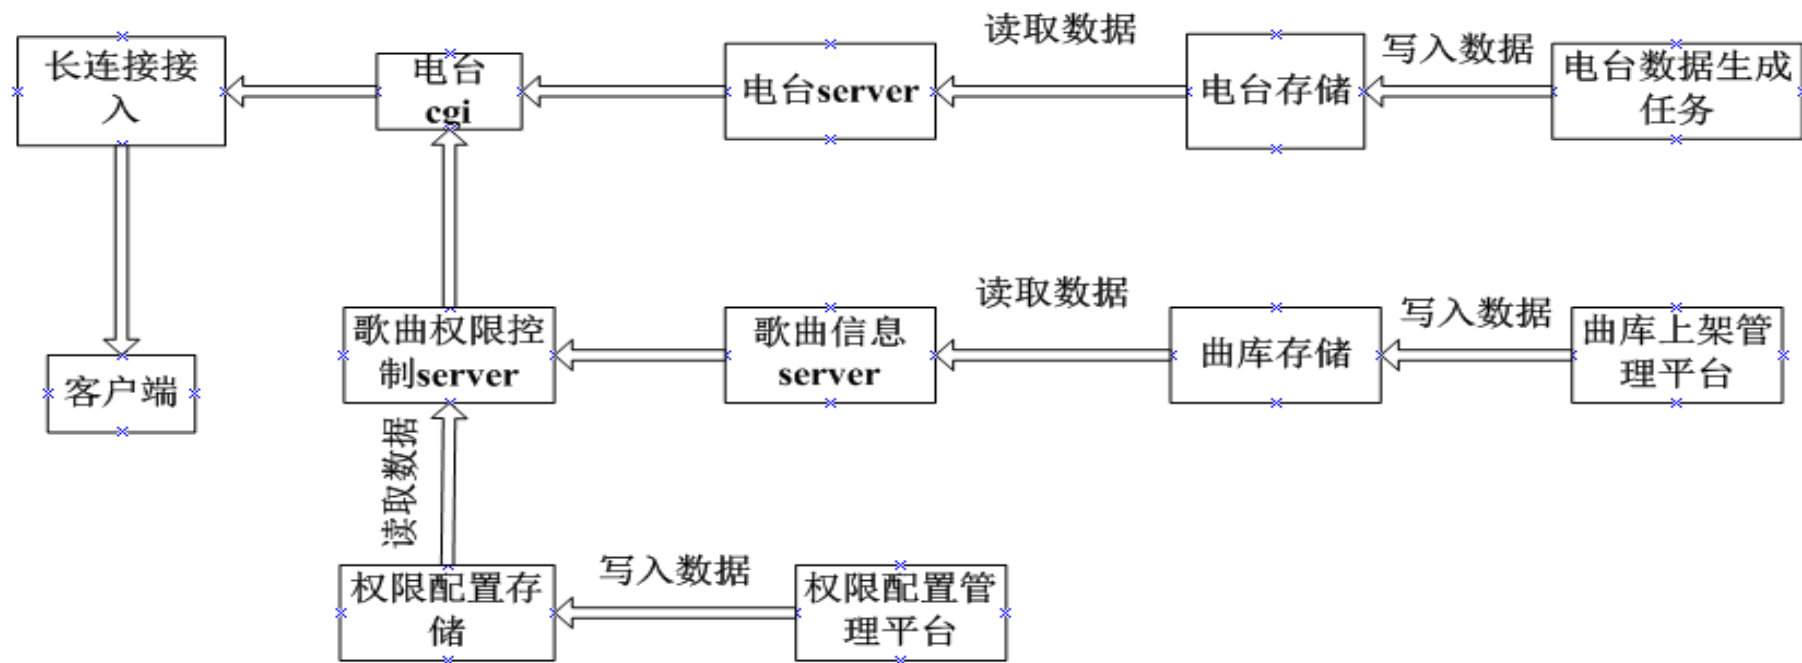 读取数据
写入数据
长连接接
入
电台
cgi
电台server
电台存储
电台数据生成
任务
读取数据
写入数据
歌曲权限控
制server
歌曲信息
server
曲库存储
曲库上架管
理平台
客户端
读取数据
写入数据
权限配置存
储
权限配置管
理平台